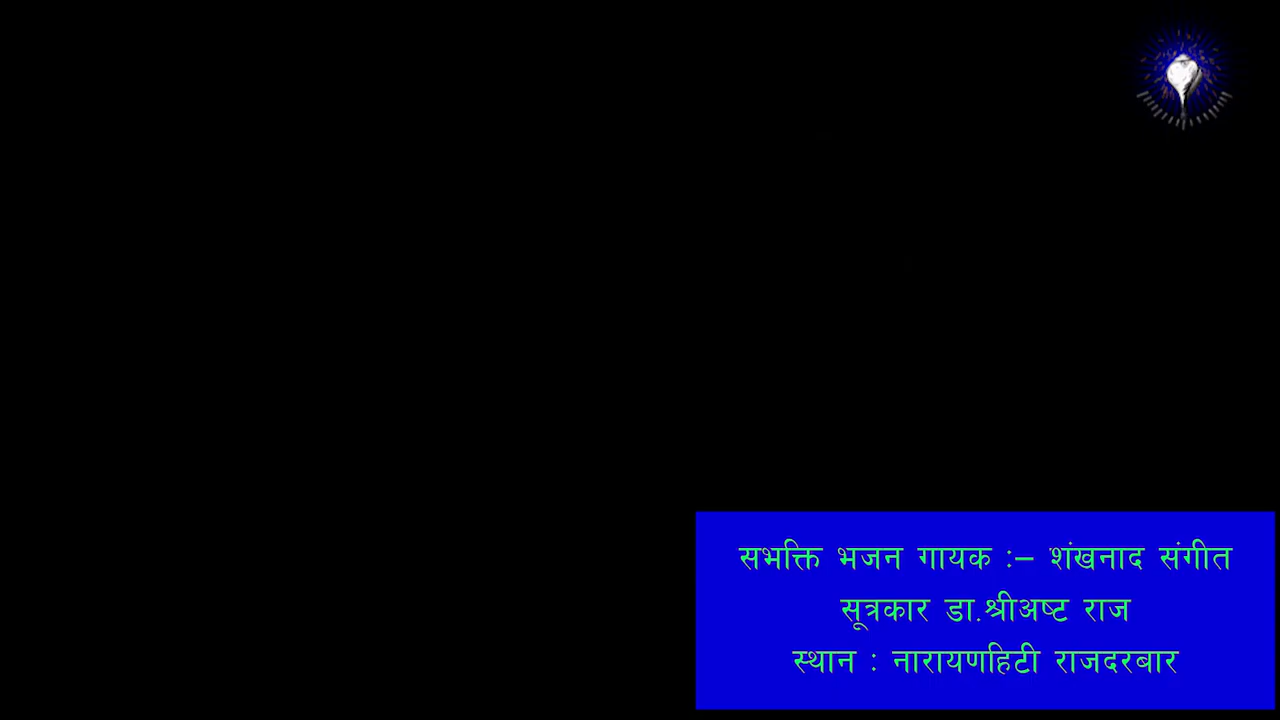 सभक्ति भजन गायक :– शंखनाद संगीत
सूत्रकार डा.श्रीअष्ट राज
स्थान : नारायणहिटी राजदरबार